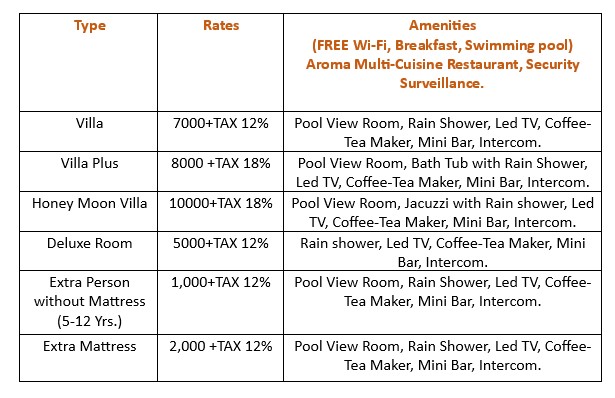 Type Rates Amenities
(FREE Wi-Fi, Breakfast, Swimming pool)
Aroma Multi-Cuisine Restaurant, Security
Surveillance.
Villa 7000+TAX 12% Pool View Room, Rain Shower, Led TV, Coffee-
Tea Maker, Mini Bar, Intercom.
Villa Plus 8000 +TAX 18% Pool View Room, Bath Tub with Rain Shower,
Led TV, Coffee-Tea Maker, Mini Bar, Intercom.
Honey Moon Villa 10000+TAX 18% Pool View Room, Jacuzzi with Rain shower, Led
TV, Coffee-Tea Maker, Mini Bar, Intercom.
Deluxe Room 5000+TAX 12% Rain shower, Led TV, Coffee-Tea Maker, Mini
Bar, Intercom.
Extra Person 1,000+TAX 12% Pool View Room, Rain Shower, Led TV, Coffee-
without Mattress Tea Maker, Mini Bar, Intercom.
(5-12 Yrs.)
Extra Mattress 2,000 +TAX 12% Pool View Room, Rain Shower, Led TV, Coffee-
Tea Maker, Mini Bar, Intercom.